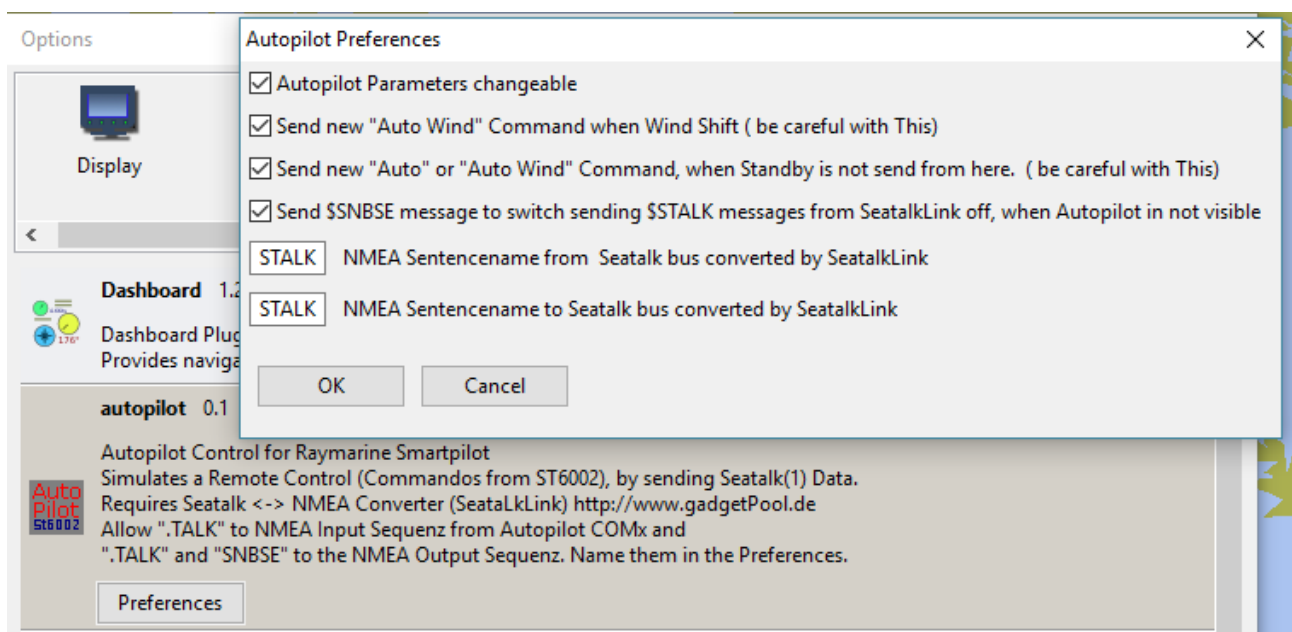 Options
Autopilot Preferences
Autopilot Parameters changeable
Send new "Auto Wind" Command when Wind Shift ( be careful with This)
Send new "Auto" or "Auto Wind" Command, when Standby is not send from here. ( be careful with This)
Send $SNBSE message to switch sending $STALK messages from SeatalkLink off, when Autopilot in not visible
STALK NMEA Sentencename from Seatalk bus converted by SeatalkLink
STALK NMEA Sentencename to Seatalk bus converted by SeatalkLink
OK Cancel
Display
Dashboard 1.2
Dashboard Plug
Provides naviga
176°
autopilot 0.1
Autopilot Control for Raymarine Smartpilot
Simulates a Remote Control (Commandos from ST6002), by sending Seatalk(1) Data.
Requires Seatalk <-> NMEA Converter (SeataLkLink) http://www.gadgetPool.de
Allow ".TALK" to NMEA Input Sequenz from Autopilot COMx and
".TALK" and "SNBSE" to the NMEA Output Sequenz. Name them in the Preferences.
Auto
Pilot
St6002
Preferences